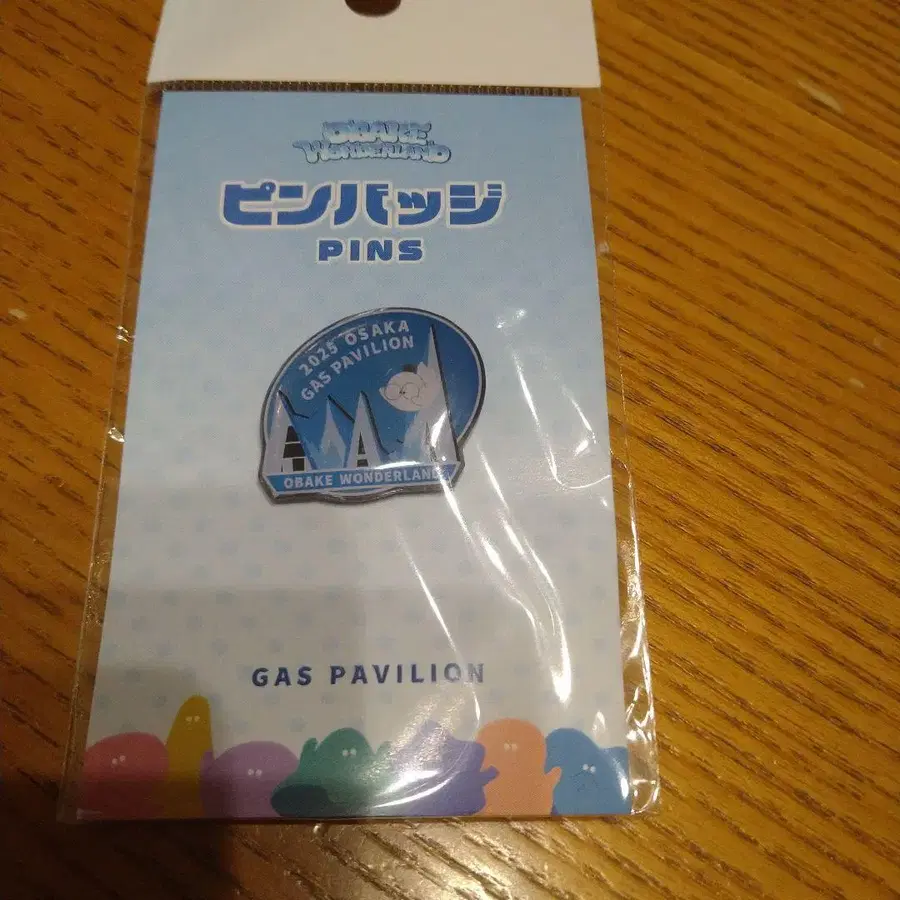 OBAKE
WONDERLAND
ピンバッジ
PINS
2025 OSAKA
GAS PAVILION
OBAKE WONDERLAND
GAS PAVILION